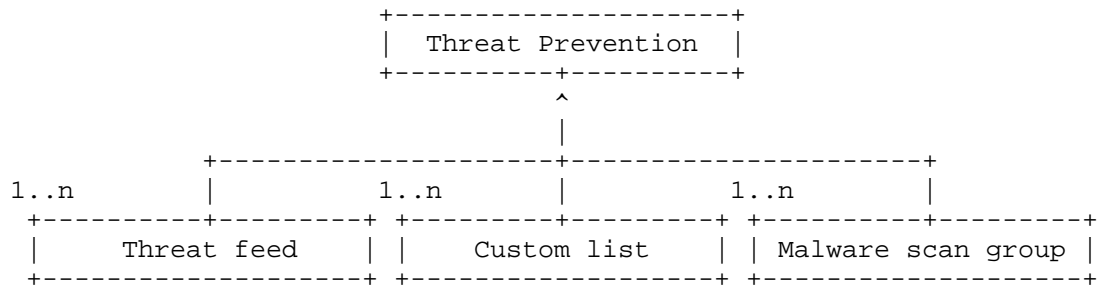 Threat Prevention
1..n 1..n 1..n
Threat feed Custom list Malware scan group